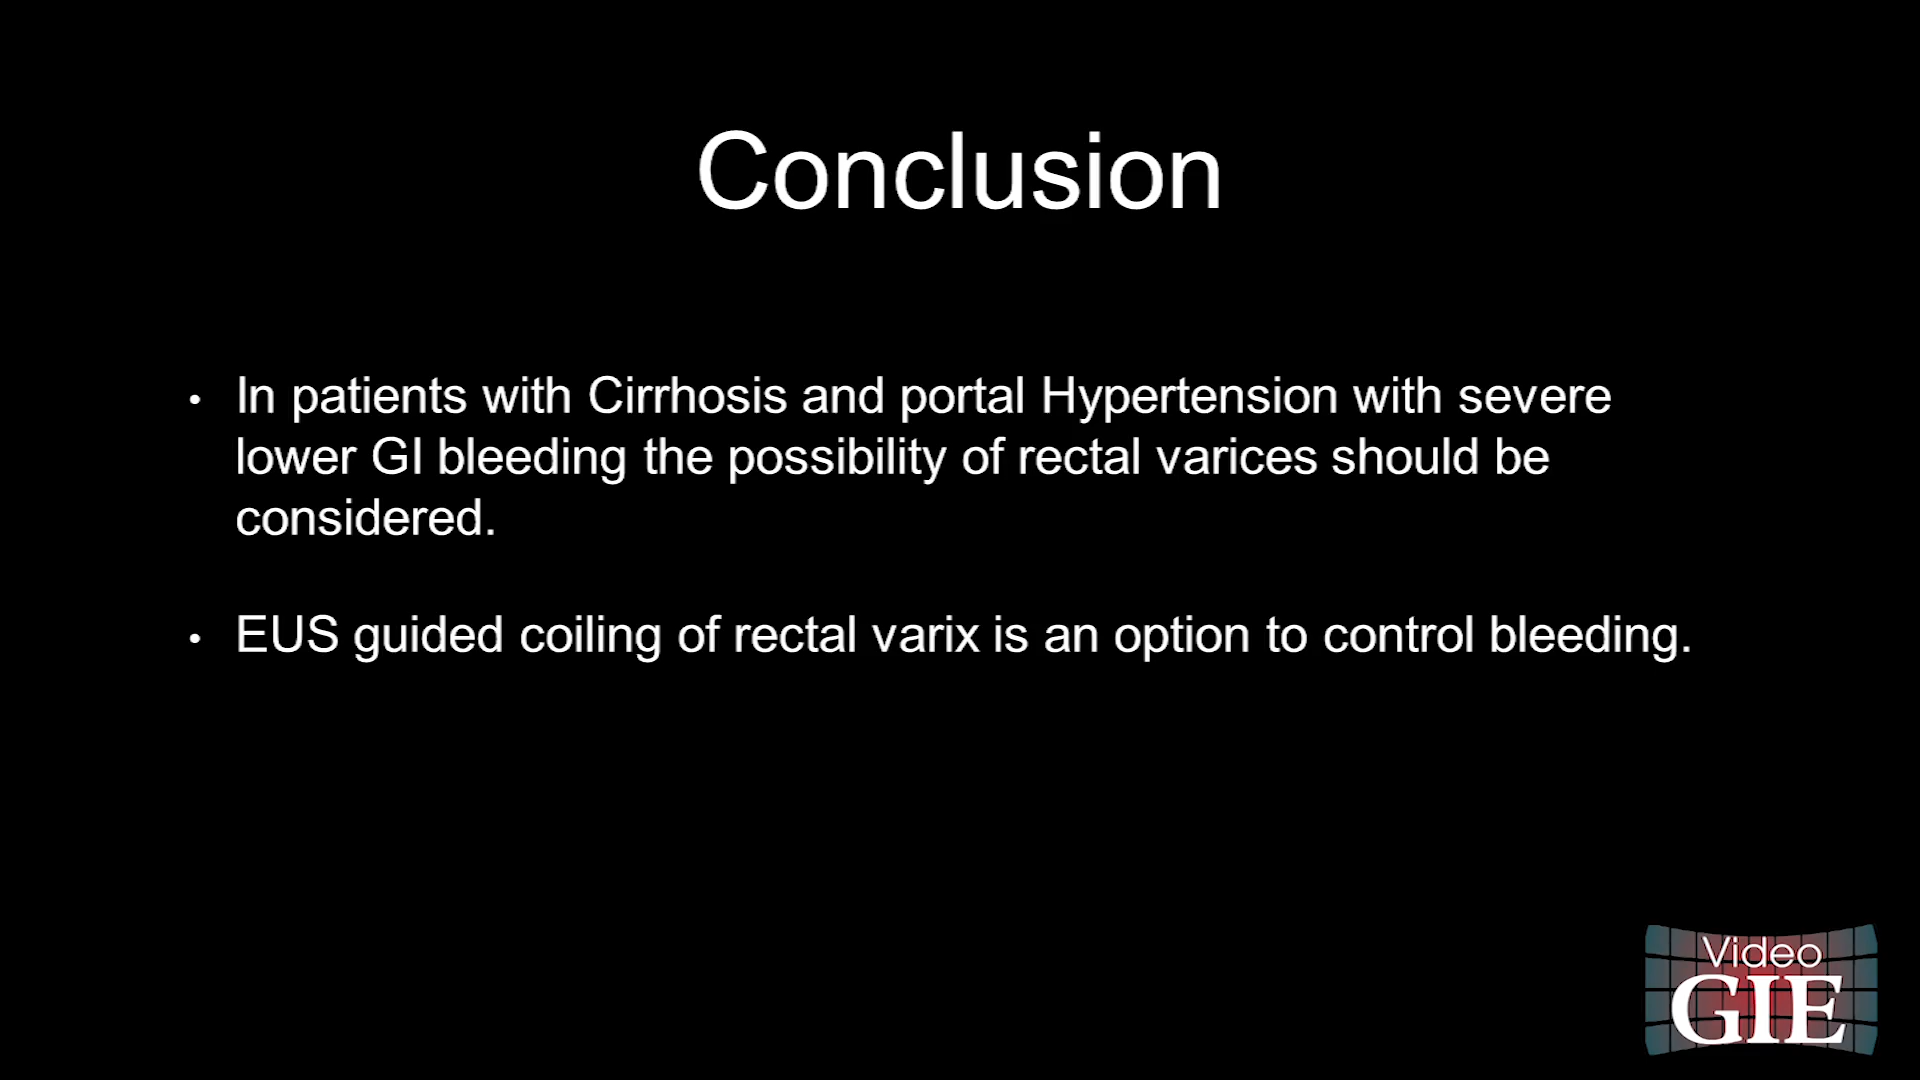 Conclusion
• In patients with Cirrhosis and portal Hypertension with severe
lower GI bleeding the possibility of rectal varices should be
considered.
• EUS guided coiling of rectal varix is an option to control bleeding.
Video
GIE